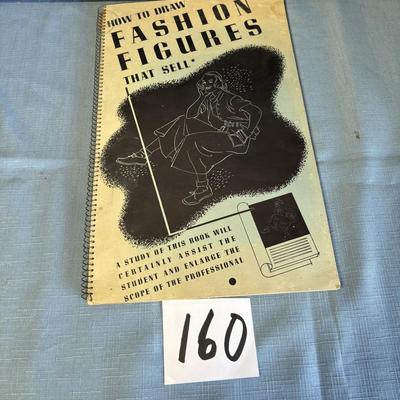 HOW TO DRAW
FASHION
FIGURES
THAT SELL*
A STUDY OF THIS BOOK WILL
CERTAINLY ASSIST THE
STUDENT AND ENLARGE THE
SCOPE OF THE PROFESSIONAL
160